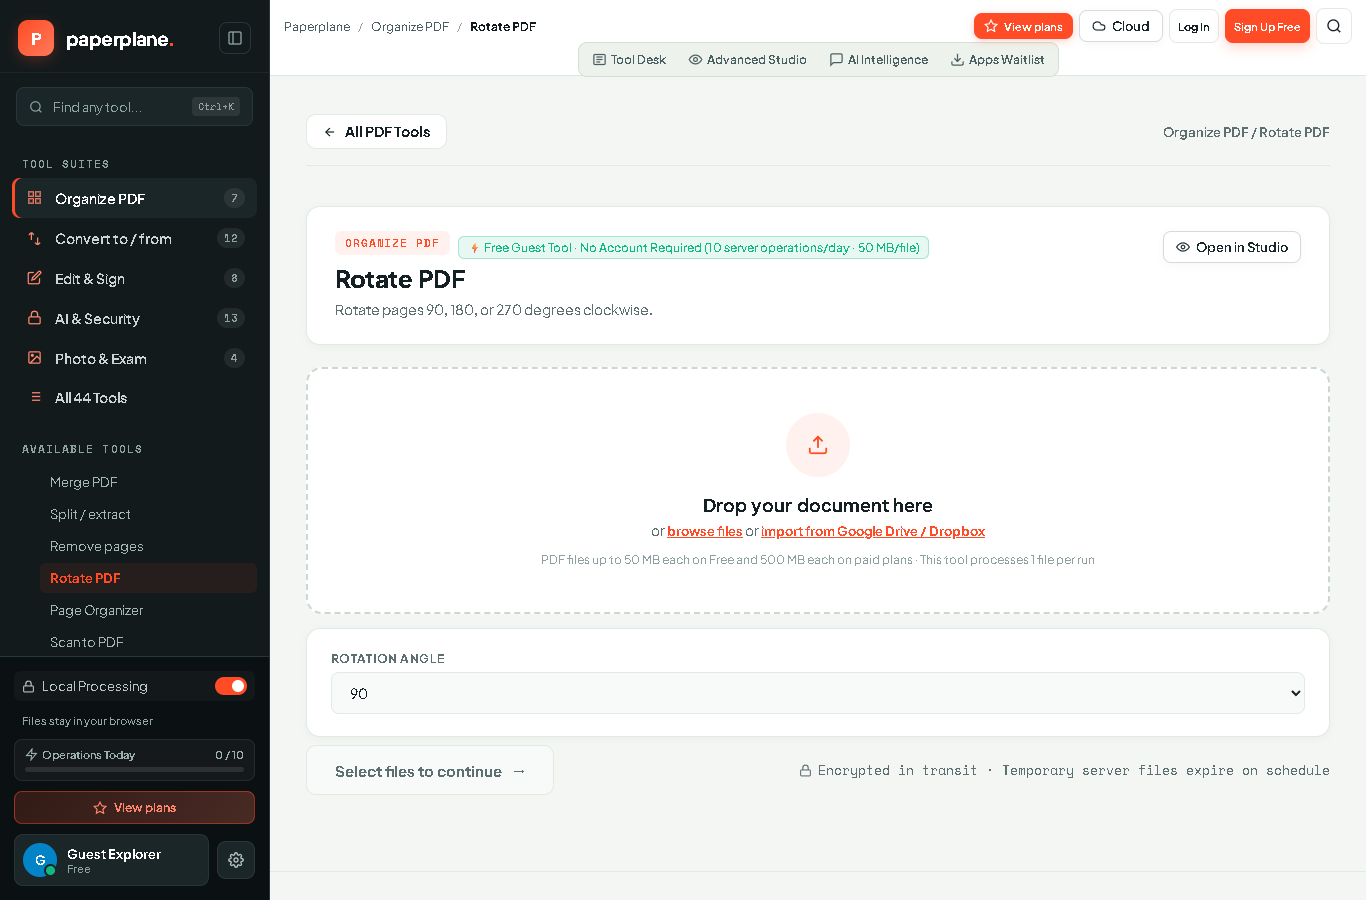 P paperplane.
Find any tool... Ctrl+K
TOOL SUITES
Organize PDF 7
Convert to / from 12
Edit & Sign 8
AI & Security 13
Photo & Exam 4
All 44 Tools
AVAILABLE TOOLS
Merge PDF
Split / extract
Remove pages
Rotate PDF
Page Organizer
Scan to PDF
Local Processing
Files stay in your browser
Operations Today 0 / 10
View plans
G Guest Explorer
Free
Paperplane / Organize PDF / Rotate PDF
View plans Cloud Log In Sign Up Free
Tool Desk Advanced Studio AI Intelligence Apps Waitlist
← All PDF Tools
Organize PDF / Rotate PDF
ORGANIZE PDF Free Guest Tool · No Account Required (10 server operations/day · 50 MB/file)
Open in Studio
Rotate PDF
Rotate pages 90, 180, or 270 degrees clockwise.
Drop your document here
or browse files or import from Google Drive / Dropbox
PDF files up to 50 MB each on Free and 500 MB each on paid plans · This tool processes 1 file per run
ROTATION ANGLE
90
Select files to continue →
Encrypted in transit · Temporary server files expire on schedule